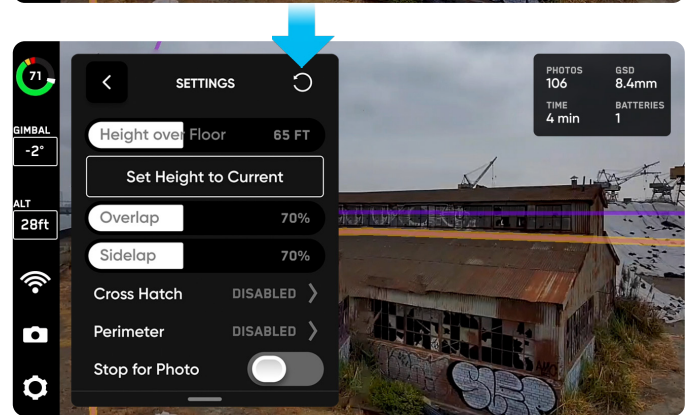 71
SETTINGS
PHOTOS GSD
106 8.4mm
TIME BATTERIES
4 min 1
GIMBAL
-2°
Height over Floor 65 FT
Set Height to Current
ALT
28ft
Overlap 70%
Sidelap 70%
Cross Hatch DISABLED
Perimeter DISABLED
Stop for Photo